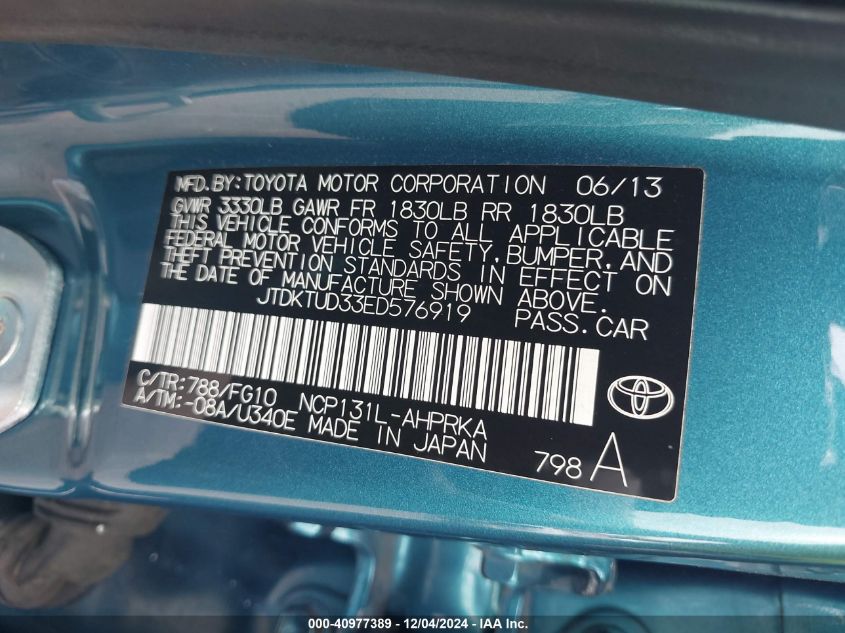 MFD.BY:TOYOTA MOTOR CORPORATION 06/13
GVWR 3330LB GAWR FR 1830LB RR 1830LB
THIS VEHICLE CONFORMS TO ALL APPLICABLE
FEDERAL MOTOR VEHICLE SAFETY,BUMPER,AND
THEFT PREVENTION STANDARDS IN EFFECT ON
THE DATE OF MANUFACTURE SHOWN ABOVE.
JTDKTUD33ED576919 PASS.CAR
C/TR:788/FG10 NCP131L-AHPRKA
A/TM:-08A/U340E MADE IN JAPAN
798 A
000-40977389 - 12/04/2024 - IAA Inc.